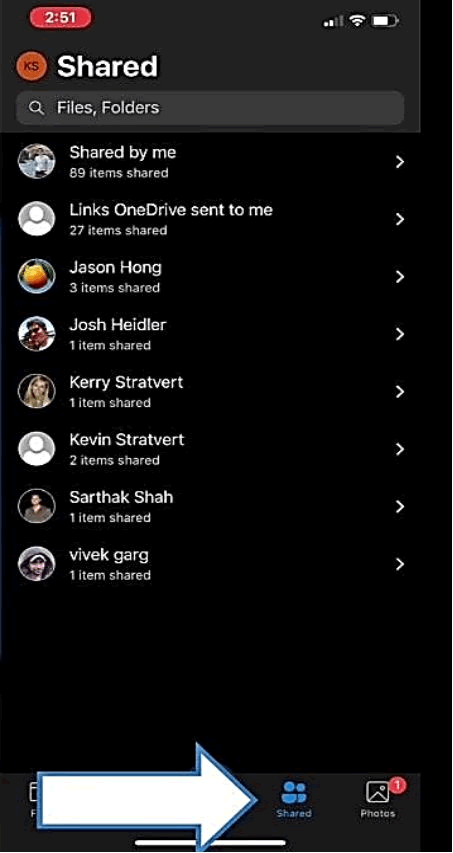 2:51
KS
Shared
Files, Folders
Shared by me
89 items shared
Links OneDrive sent to me
27 items shared
Jason Hong
3 items shared
Josh Heidler
1 item shared
Kerry Stratvert
1 item shared
Kevin Stratvert
2 items shared
Sarthak Shah
1 item shared
vivek garg
1 item shared
1
Shared
Photos